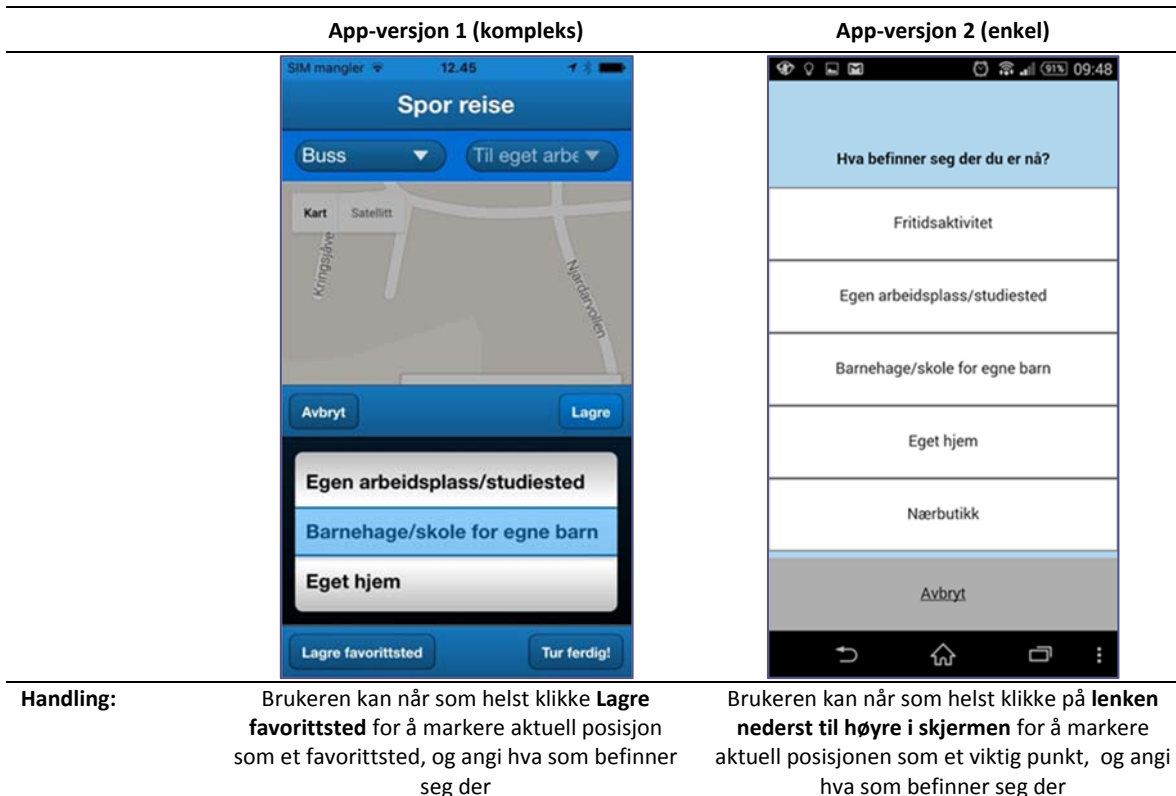 App-versjon 1 (kompleks)
App-versjon 2 (enkel)
SIM mangler
12.45
Spor reise
Buss
Til eget arbe
Kart
Satellitt
Kringsjåve
Njardarvollen
Avbryt
Lagre
Egen arbeidsplass/studiested
Barnehage/skole for egne barn
Eget hjem
Lagre favorittsted
Tur ferdig!
91%
09:48
Hva befinner seg der du er nå?
Fritidsaktivitet
Egen arbeidsplass/studiested
Barnehage/skole for egne barn
Eget hjem
Nærbutikk
Avbryt
Handling:
Brukeren kan når som helst klikke Lagre
favorittsted for å markere aktuell posisjon
som et favorittsted, og angi hva som befinner
seg der
Brukeren kan når som helst klikke på lenken
nederst til høyre i skjermen for å markere
aktuell posisjonen som et viktig punkt, og angi
hva som befinner seg der